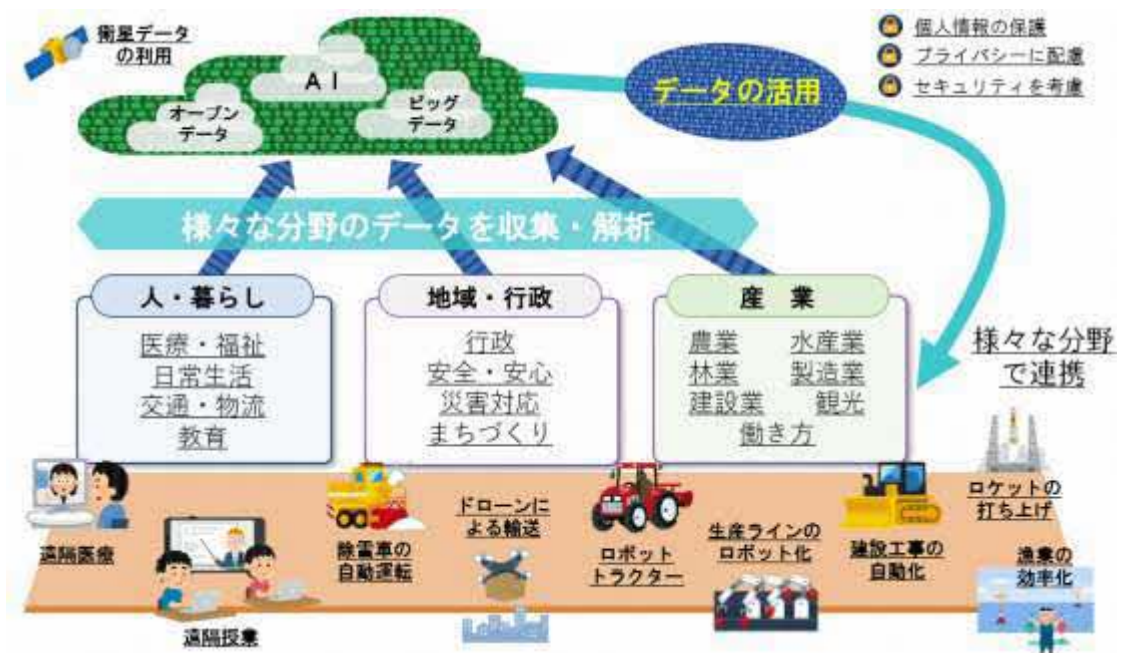 衛星データ
の利用
個人情報の保護
プライバシーに配慮
セキュリティを考慮
AI
オープン
データ
ビッグ
データ
データの活用
様々な分野のデータを収集・解析
人・暮らし
医療・福祉
日常生活
交通・物流
教育
地域・行政
行政
安全・安心
災害対応
まちづくり
産 業
農業 水産業
林業 製造業
建設業 観光
働き方
様々な分野
で連携
遠隔医療
遠隔授業
除雪車の
自動運転
ドローンに
よる輸送
ロボット
トラクター
生産ラインの
ロボット化
建設工事の
自動化
ロケットの
打ち上げ
漁業の
効率化